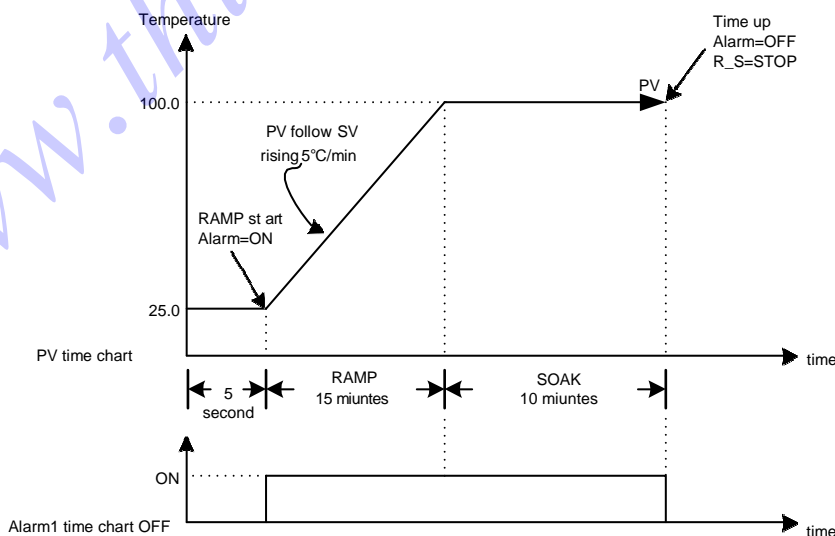 Temperature
Time up
Alarm=OFF
R_S=STOP
PV
100.0
PV follow SV
rising 5℃/min
RAMP st art
Alarm=ON
25.0
PV time chart
time
5
second
RAMP
15 miuntes
SOAK
10 miuntes
ON
Alarm1 time chart OFF
time